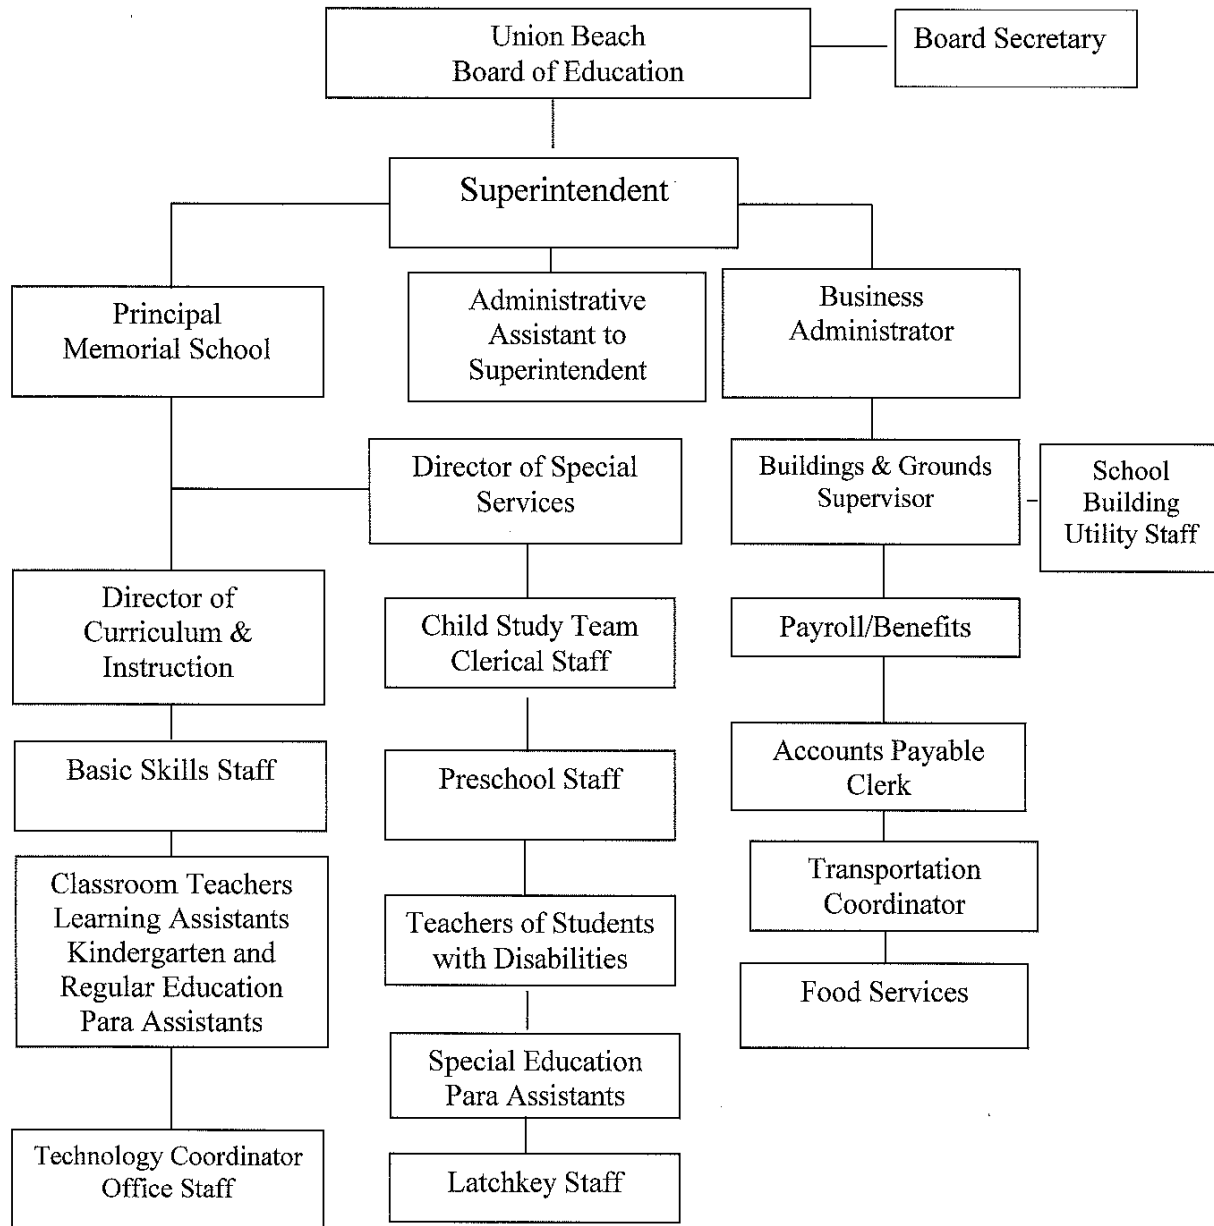 Union Beach
Board of Education
Board Secretary
Superintendent
Principal
Memorial School
Administrative
Assistant to
Superintendent
Business
Administrator
Director of Special
Services
Buildings & Grounds
Supervisor
School
Building
Utility Staff
Director of
Curriculum &
Instruction
Child Study Team
Clerical Staff
Payroll/Benefits
Basic Skills Staff
Preschool Staff
Accounts Payable
Clerk
Classroom Teachers
Learning Assistants
Kindergarten and
Regular Education
Para Assistants
Teachers of Students
with Disabilities
Transportation
Coordinator
Food Services
Special Education
Para Assistants
Technology Coordinator
Office Staff
Latchkey Staff